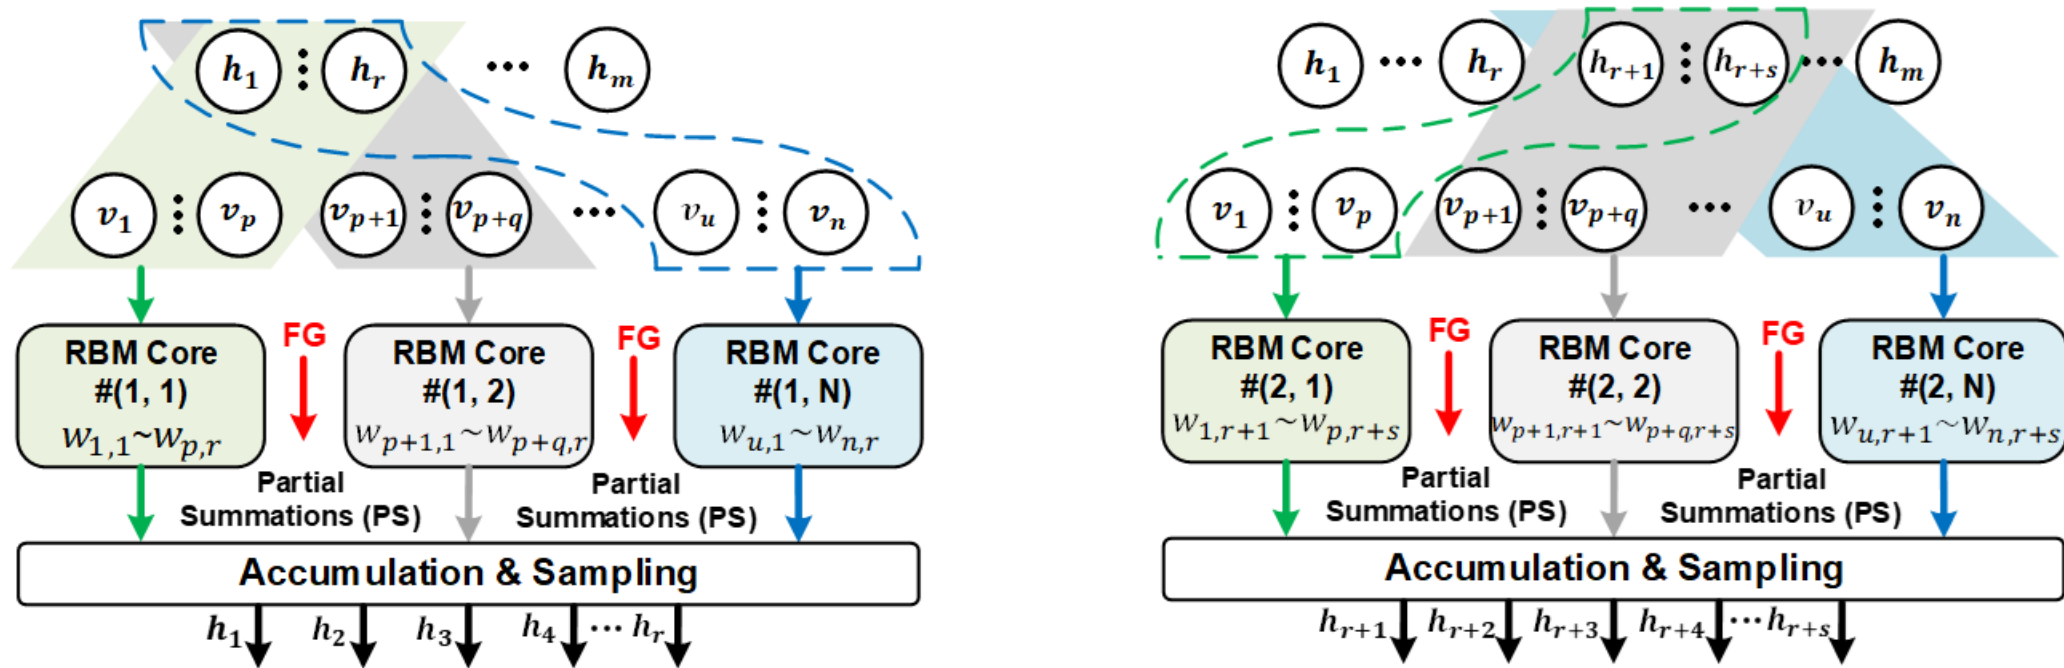 h₁ ⋮ hᵣ ⋯ hₘ
v₁ ⋮ vₚ vₚ₊₁ ⋮ vₚ₊q ⋯ vᵤ ⋮ vₙ
RBM Core #(1, 1) w₁,₁~wₚ,ᵣ
FG
RBM Core #(1, 2) wₚ₊₁,₁~wₚ₊q,ᵣ
FG
RBM Core #(1, N) wᵤ,₁~wₙ,ᵣ
Partial
Summations (PS)
Partial
Summations (PS)
Accumulation & Sampling
h₁ h₂ h₃ h₄ ⋯ hᵣ
h₁ ⋯ hᵣ hᵣ₊₁ ⋮ hᵣ₊ₛ ⋯ hₘ
v₁ ⋮ vₚ vₚ₊₁ ⋮ vₚ₊q ⋯ vᵤ ⋮ vₙ
RBM Core #(2, 1) w₁,ᵣ₊₁~wₚ,ᵣ₊ₛ
FG
RBM Core #(2, 2) wₚ₊₁,ᵣ₊₁~wₚ₊q,ᵣ₊ₛ
FG
RBM Core #(2, N) wᵤ,ᵣ₊₁~wₙ,ᵣ₊ₛ
Partial
Summations (PS)
Partial
Summations (PS)
Accumulation & Sampling
hᵣ₊₁ hᵣ₊₂ hᵣ₊₃ hᵣ₊₄ ⋯ hᵣ₊ₛ